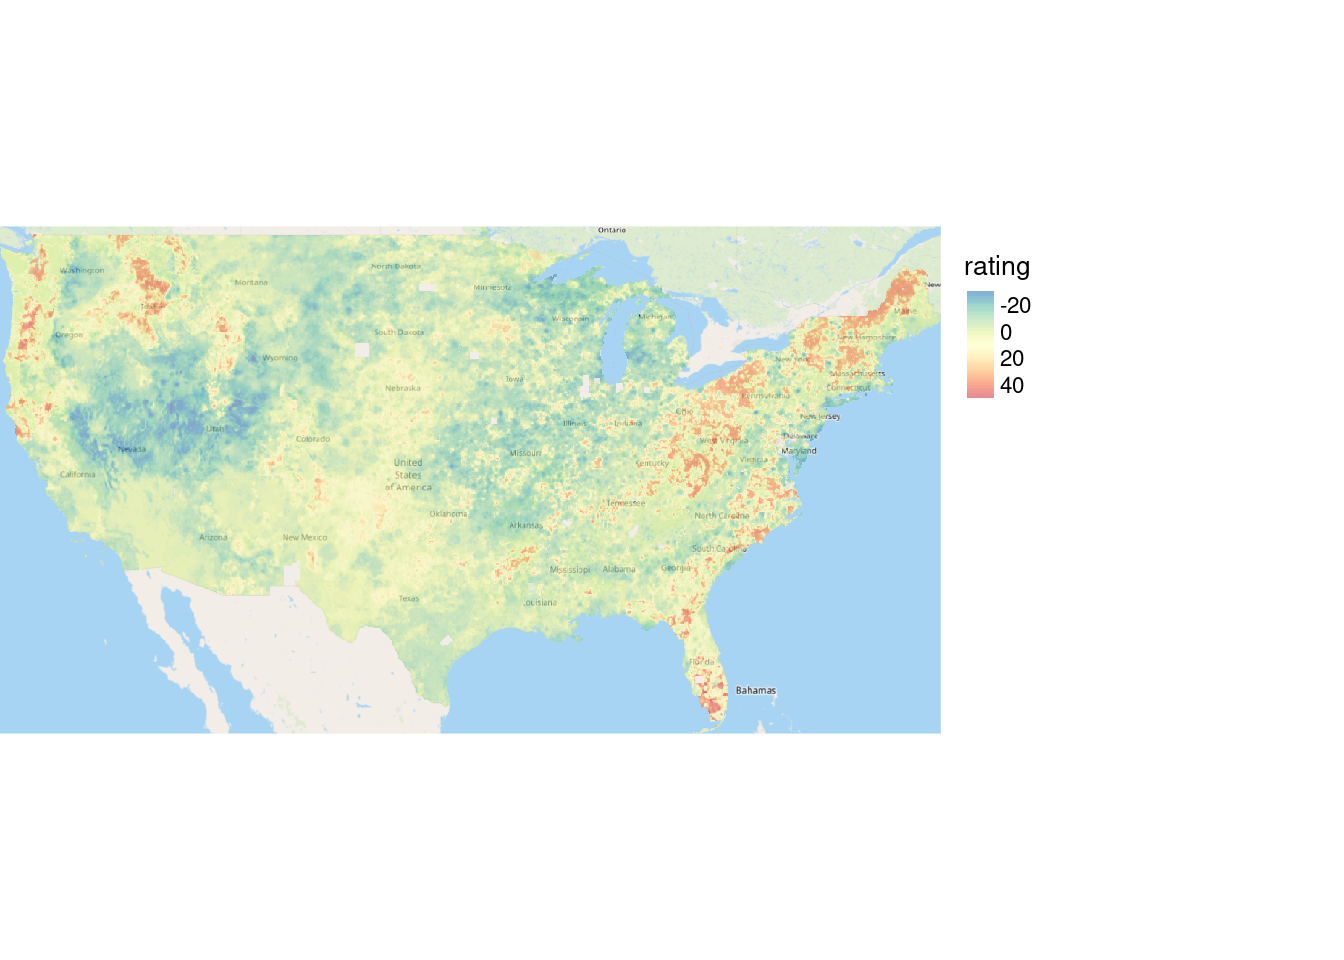 Ontario
rating
Washington
North Dakota
Montana
Minnesota
New
-20
Idaho
Maine
0
Wisconsin
Michigan
Oregon
South Dakota
New Hampshire
20
Wyoming
New York
Massachusetts
40
Iowa
Nebraska
Connecticut
Pennsylvania
Ohio
New Jersey
Utah
Illinois
Indiana
Nevada
Colorado
West Virginia
Delaware
Missouri
Maryland
United
States
of America
Kentucky
Virginia
California
Tennessee
Oklahoma
North Carolina
Arkansas
Arizona
New Mexico
South Carolina
Mississippi
Alabama
Georgia
Texas
Louisiana
Florida
Bahamas